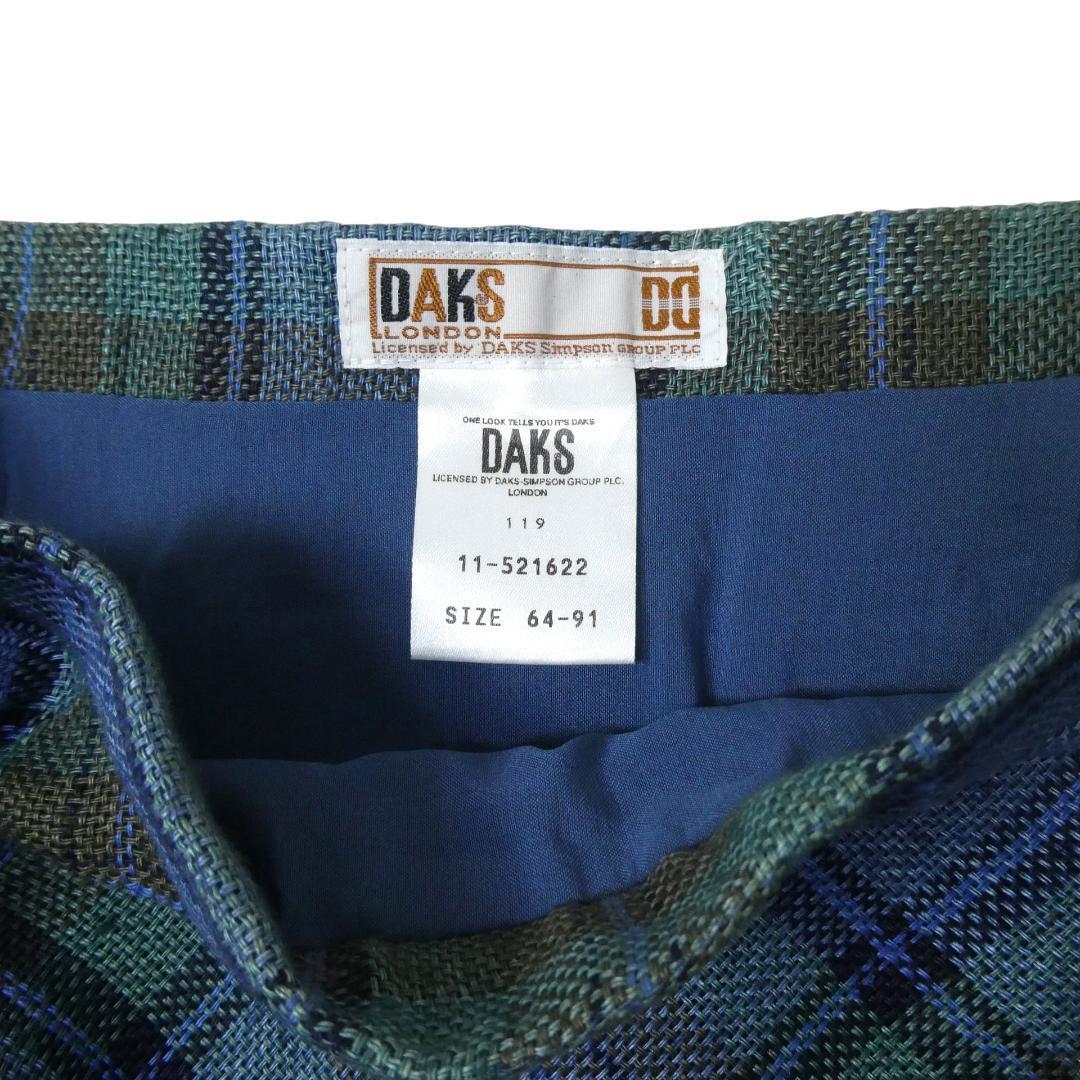 DAKS DD
LONDON
Licensed by DAKS Simpson GROUP PLC
ONE LOOK TELLS YOU IT'S DAKS
DAKS
LICENSED BY DAKS-SIMPSON GROUP PLC.
LONDON
119
11-521622
SIZE 64-91